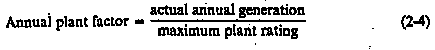 Annual plant factor = actual annual generation / maximum plant rating (2-4)